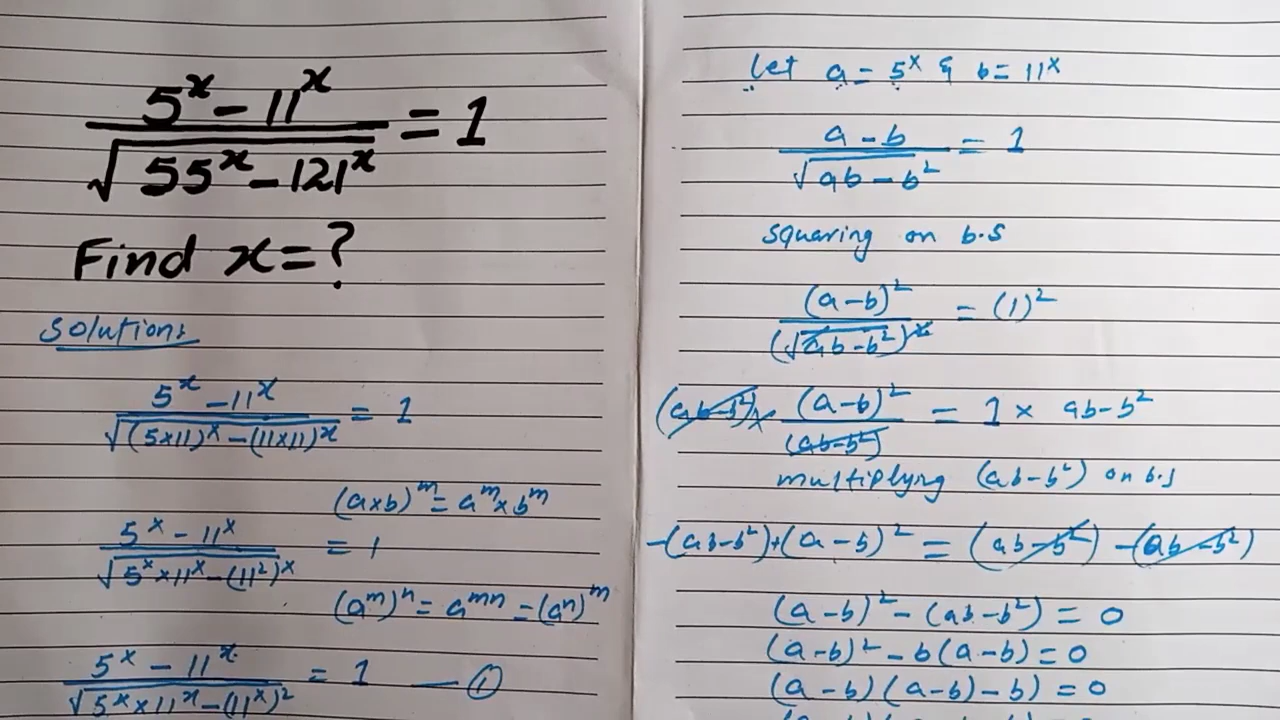 5^x - 11^x
―――――――― = 1
√55^x - 121^x
Find x = ?
Solutions
5^x - 11^x
―――――――― = 1
√(5×11)^x - (11×11)^x
(a×b)^m = a^m × b^m
5^x - 11^x
―――――――― = 1
√5^x × 11^x - (11^2)^x
(a^m)^n = a^mn = (a^n)^m
5^x - 11^x
―――――――― = 1 — ①
√5^x × 11^x - (11^x)^2
Let a = 5^x & b = 11^x
a - b
―――――――― = 1
√ab - b^2
squaring on b.s
(a-b)^2
―――――――― = (1)^2
(√ab - b^2)^2
(ab-b^2) × (a-b)^2
―――――――― = 1 × ab - b^2
(ab-b^2)
multiplying (ab-b^2) on b.s
-(ab-b^2)+(a-b)^2 = (ab-b^2) -(ab-b^2)
(a-b)^2 - (ab-b^2) = 0
(a-b)^2 - b(a-b) = 0
(a-b)(a-b)-b) = 0